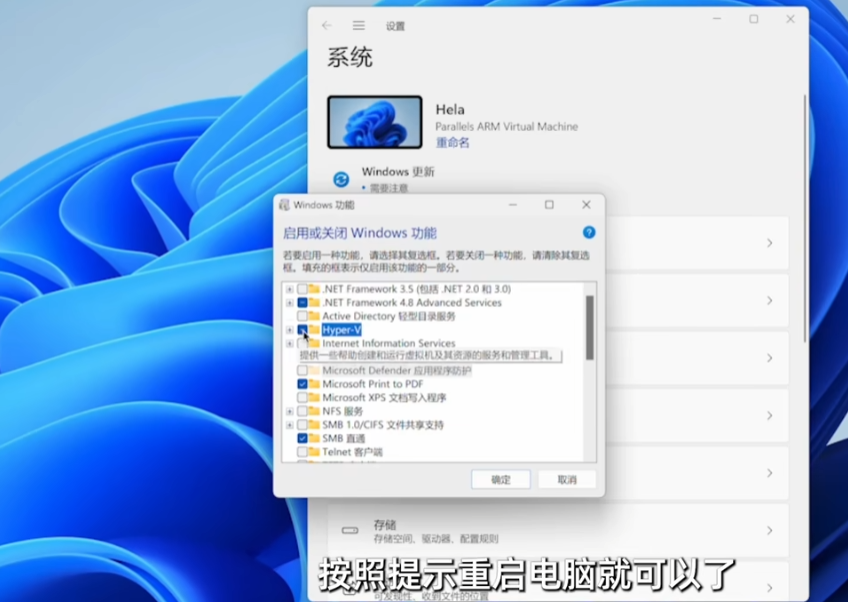 设置
系统
Hela
Parallels ARM Virtual Machine
重命名
Windows 更新
需要注意
Windows 功能
启用或关闭 Windows 功能
若要启用一种功能，请选择其复选框。若要关闭一种功能，请清除其复选
框。填充的框表示仅启用该功能的一部分。
.NET Framework 3.5 (包括 .NET 2.0 和 3.0)
.NET Framework 4.8 Advanced Services
Active Directory 轻型目录服务
Hyper-V
Internet Information Services
提供一些帮助创建和运行虚拟机及其资源的服务和管理工具。
Microsoft Defender 应用程序防护
Microsoft Print to PDF
Microsoft XPS 文档写入程序
NFS 服务
SMB 1.0/CIFS 文件共享支持
SMB 直通
Telnet 客户端
确定
取消
存储
存储空间、驱动器、配置规则
按照提示重启电脑就可以了